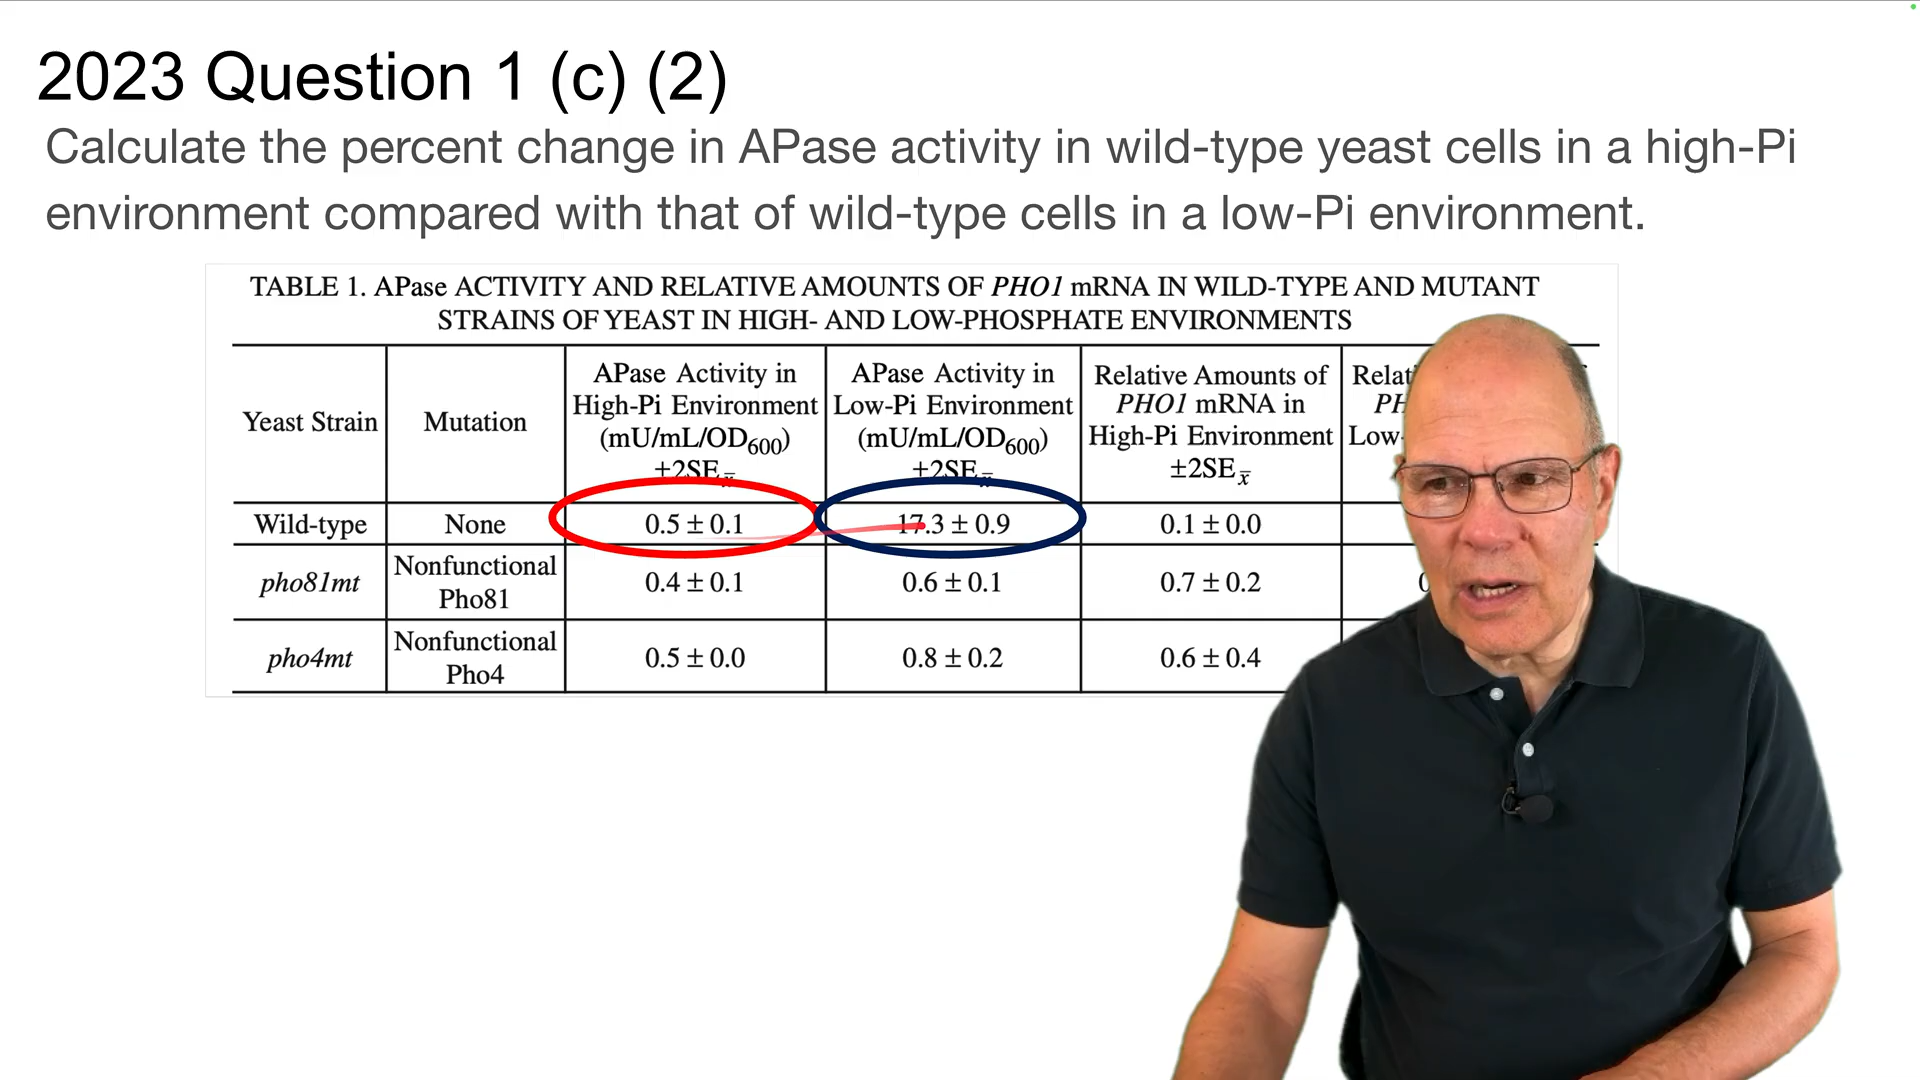 2023 Question 1 (c) (2)
Calculate the percent change in APase activity in wild-type yeast cells in a high-Pi
environment compared with that of wild-type cells in a low-Pi environment.
TABLE 1. APase ACTIVITY AND RELATIVE AMOUNTS OF PHO1 mRNA IN WILD-TYPE AND MUTANT
STRAINS OF YEAST IN HIGH- AND LOW-PHOSPHATE ENVIRONMENTS
Yeast Strain
Mutation
APase Activity in
High-Pi Environment
(mU/mL/OD600)
±2SEx̄
APase Activity in
Low-Pi Environment
(mU/mL/OD600)
±2SEx̄
Relative Amounts of
PHO1 mRNA in
High-Pi Environment
±2SEx̄
Wild-type None 0.5 ± 0.1 17.3 ± 0.9 0.1 ± 0.0
pho81mt Nonfunctional Pho81 0.4 ± 0.1 0.6 ± 0.1 0.7 ± 0.2
pho4mt Nonfunctional Pho4 0.5 ± 0.0 0.8 ± 0.2 0.6 ± 0.4